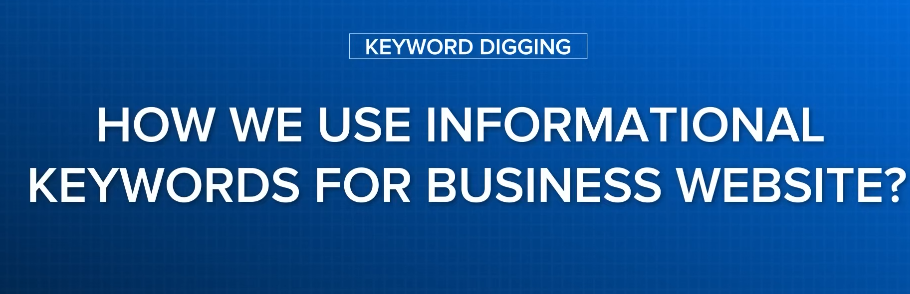 KEYWORD DIGGING
HOW WE USE INFORMATIONAL
KEYWORDS FOR BUSINESS WEBSITE?